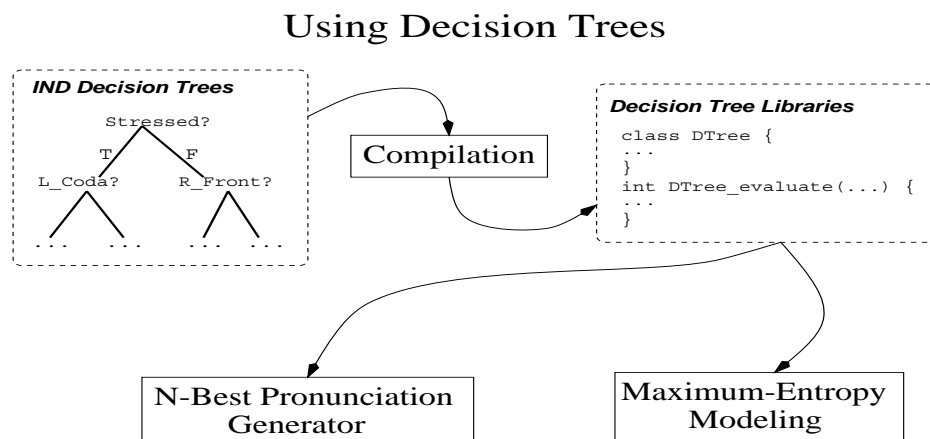 Using Decision Trees
IND Decision Trees
Stressed?
T F
L_Coda? R_Front?
... ... ... ...
Compilation
Decision Tree Libraries
class DTree {
...
}
int DTree_evaluate(...) {
...
}
N-Best Pronunciation
Generator
Maximum-Entropy
Modeling